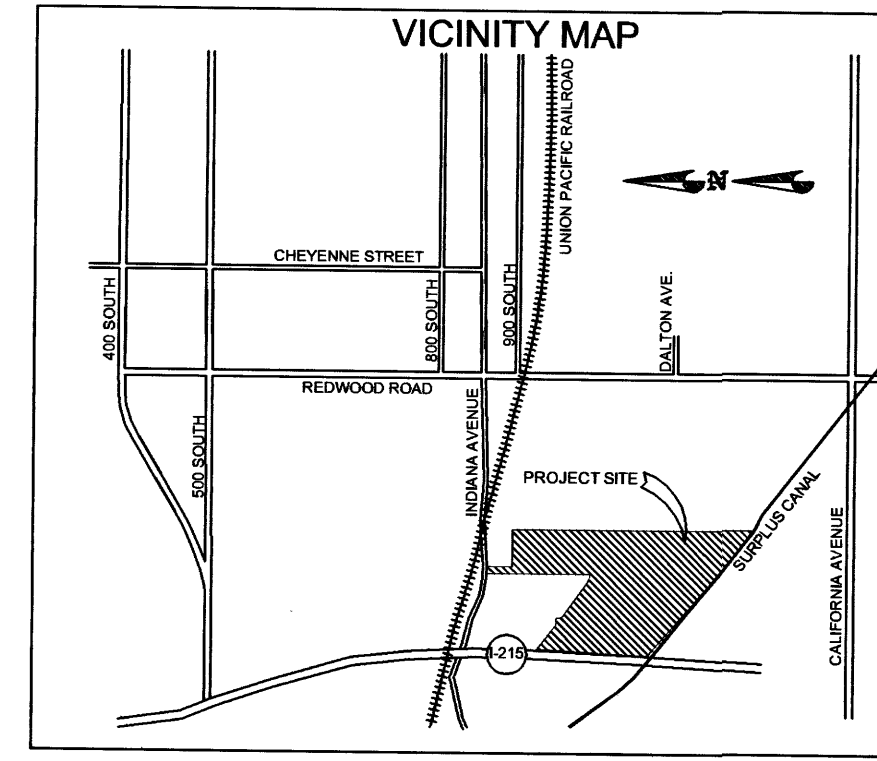 VICINITY MAP
UNION PACIFIC RAILROAD
N
CHEYENNE STREET
400 SOUTH
800 SOUTH
900 SOUTH
DALTON AVE.
REDWOOD ROAD
500 SOUTH
INDIANA AVENUE
PROJECT SITE
SURPLUS CANAL
CALIFORNIA AVENUE
I-215